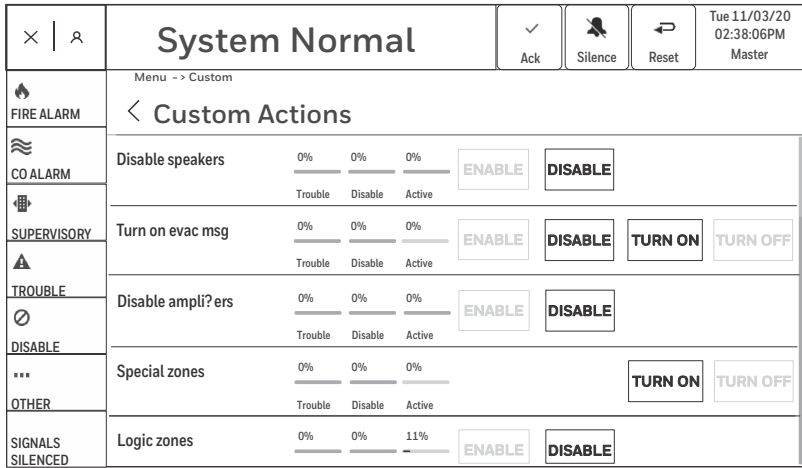 System Normal
Ack
Silence
Reset
Tue 11/03/20
02:38:06PM
Master
Menu -> Custom
Custom Actions
FIRE ALARM
CO ALARM
SUPERVISORY
TROUBLE
DISABLE
OTHER
SIGNALS
SILENCED
Disable speakers 0% 0% 0% ENABLE DISABLE
Trouble Disable Active
Turn on evac msg 0% 0% 0% ENABLE DISABLE TURN ON TURN OFF
Trouble Disable Active
Disable ampli?ers 0% 0% 0% ENABLE DISABLE
Trouble Disable Active
Special zones 0% 0% 0% TURN ON TURN OFF
Trouble Disable Active
Logic zones 0% 0% 11% ENABLE DISABLE